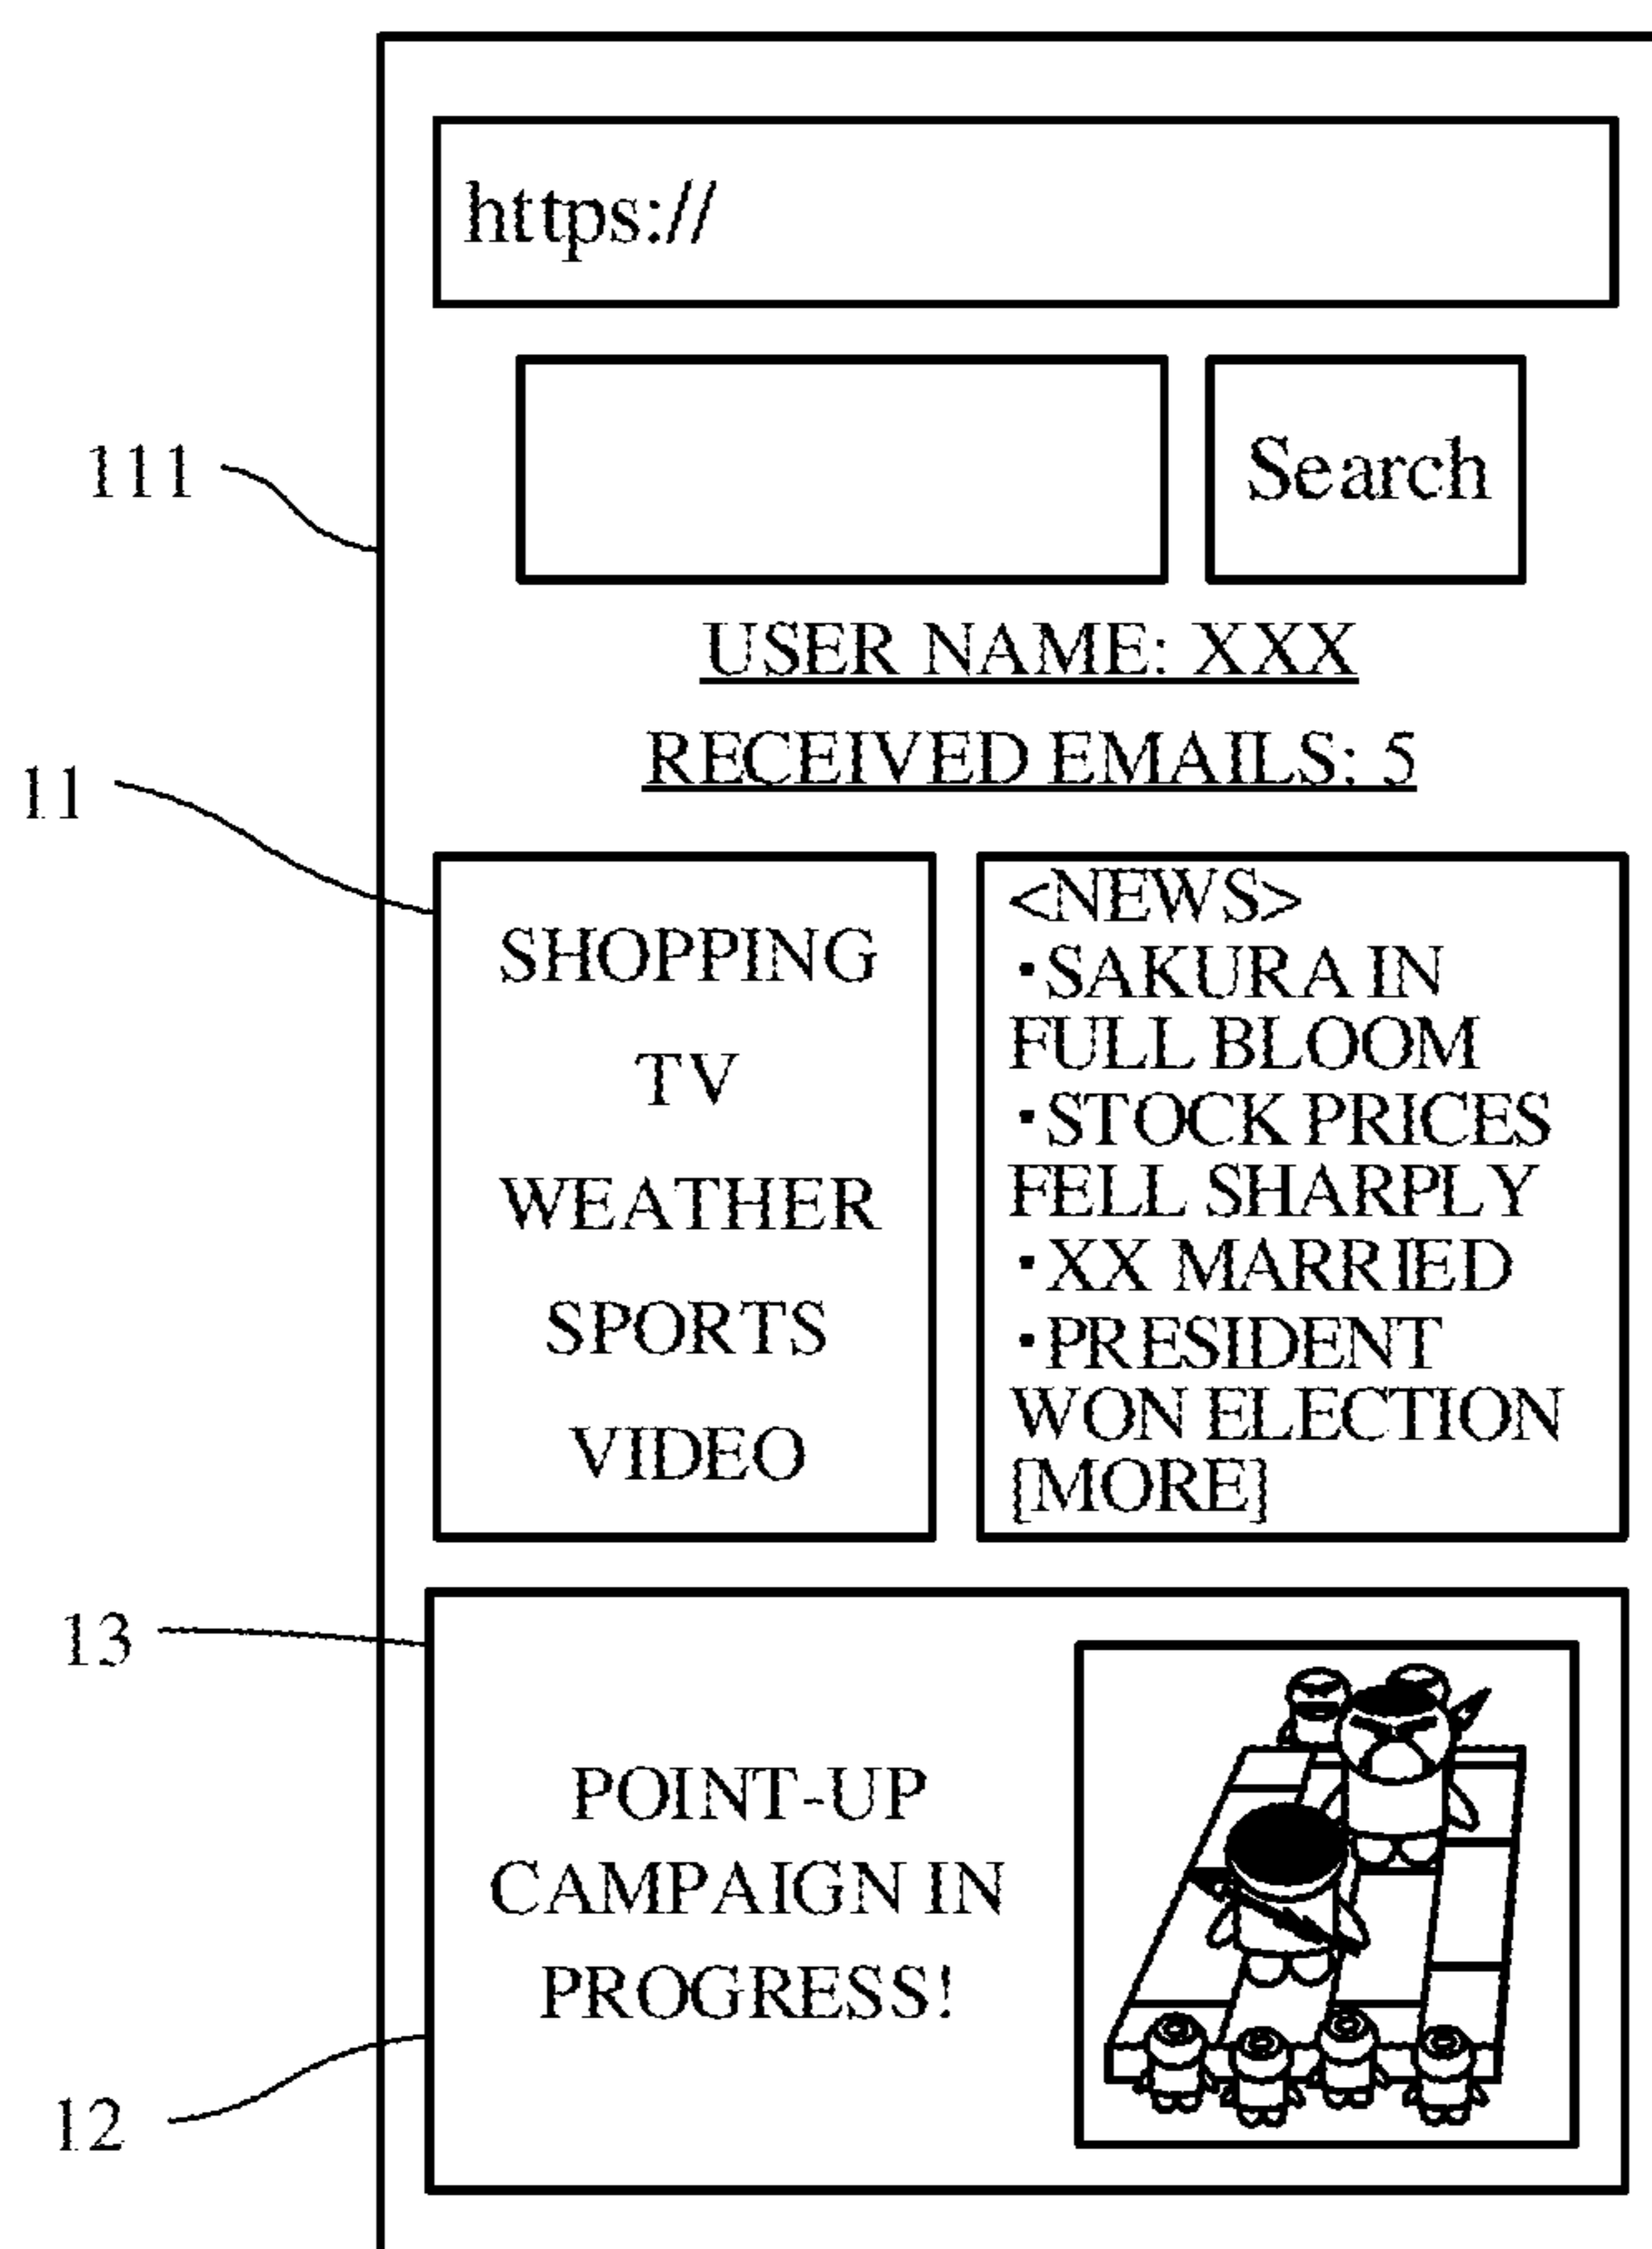 https://
Search
111
USER NAME: XXX
RECEIVED EMAILS: 5
11
SHOPPING
TV
WEATHER
SPORTS
VIDEO
<NEWS>
・SAKURA IN
FULL BLOOM
・STOCK PRICES
FELL SHARPLY
・XX MARRIED
・PRESIDENT
WON ELECTION
[MORE]
13
POINT-UP
CAMPAIGN IN
PROGRESS!
12